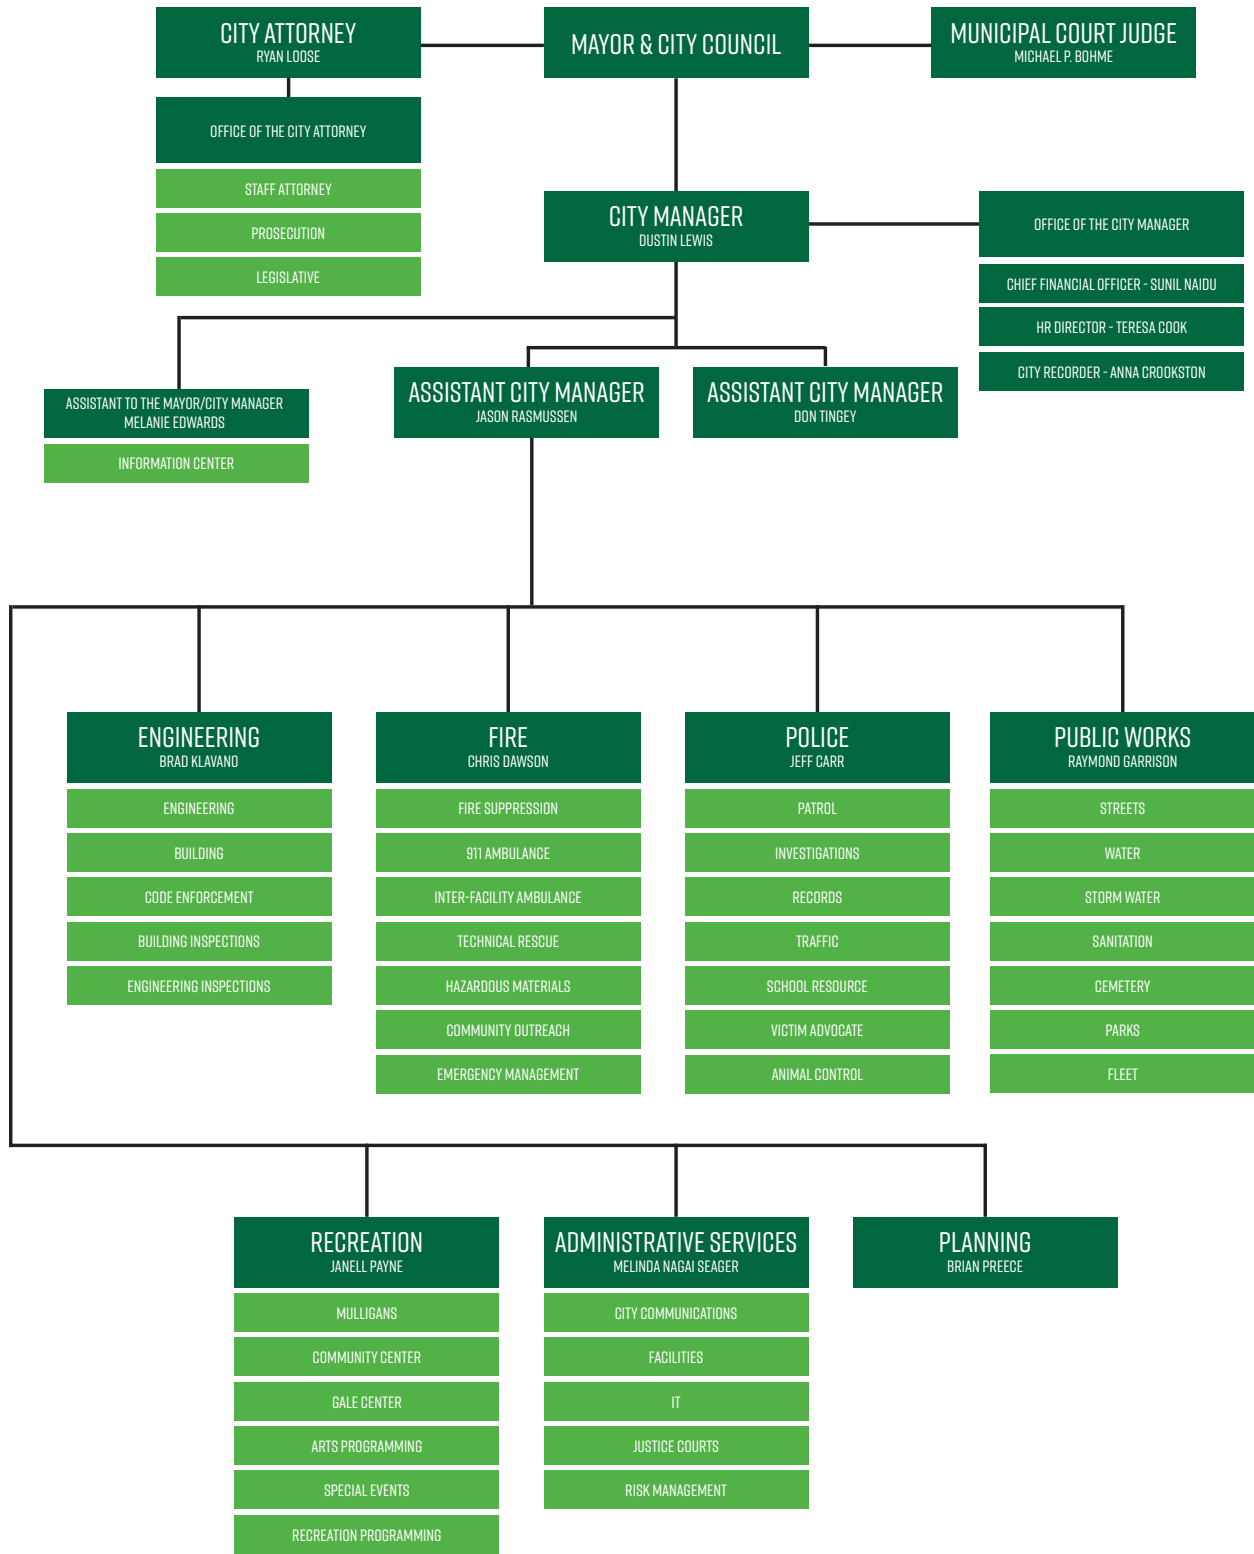 CITY ATTORNEY
RYAN LOOSE
MAYOR & CITY COUNCIL
MUNICIPAL COURT JUDGE
MICHAEL P. BOHME
OFFICE OF THE CITY ATTORNEY
STAFF ATTORNEY
PROSECUTION
LEGISLATIVE
CITY MANAGER
DUSTIN LEWIS
OFFICE OF THE CITY MANAGER
CHIEF FINANCIAL OFFICER - SUNIL NAIDU
HR DIRECTOR - TERESA COOK
CITY RECORDER - ANNA CROOKSTON
ASSISTANT TO THE MAYOR/CITY MANAGER
MELANIE EDWARDS
INFORMATION CENTER
ASSISTANT CITY MANAGER
JASON RASMUSSEN
ASSISTANT CITY MANAGER
DON TINGEY
ENGINEERING
BRAD KLAVANO
ENGINEERING
BUILDING
CODE ENFORCEMENT
BUILDING INSPECTIONS
ENGINEERING INSPECTIONS
FIRE
CHRIS DAWSON
FIRE SUPPRESSION
911 AMBULANCE
INTER-FACILITY AMBULANCE
TECHNICAL RESCUE
HAZARDOUS MATERIALS
COMMUNITY OUTREACH
EMERGENCY MANAGEMENT
POLICE
JEFF CARR
PATROL
INVESTIGATIONS
RECORDS
TRAFFIC
SCHOOL RESOURCE
VICTIM ADVOCATE
ANIMAL CONTROL
PUBLIC WORKS
RAYMOND GARRISON
STREETS
WATER
STORM WATER
SANITATION
CEMETERY
PARKS
FLEET
RECREATION
JANELL PAYNE
MULLIGANS
COMMUNITY CENTER
GALE CENTER
ARTS PROGRAMMING
SPECIAL EVENTS
RECREATION PROGRAMMING
ADMINISTRATIVE SERVICES
MELINDA NAGAI SEAGER
CITY COMMUNICATIONS
FACILITIES
IT
JUSTICE COURTS
RISK MANAGEMENT
PLANNING
BRIAN PREECE